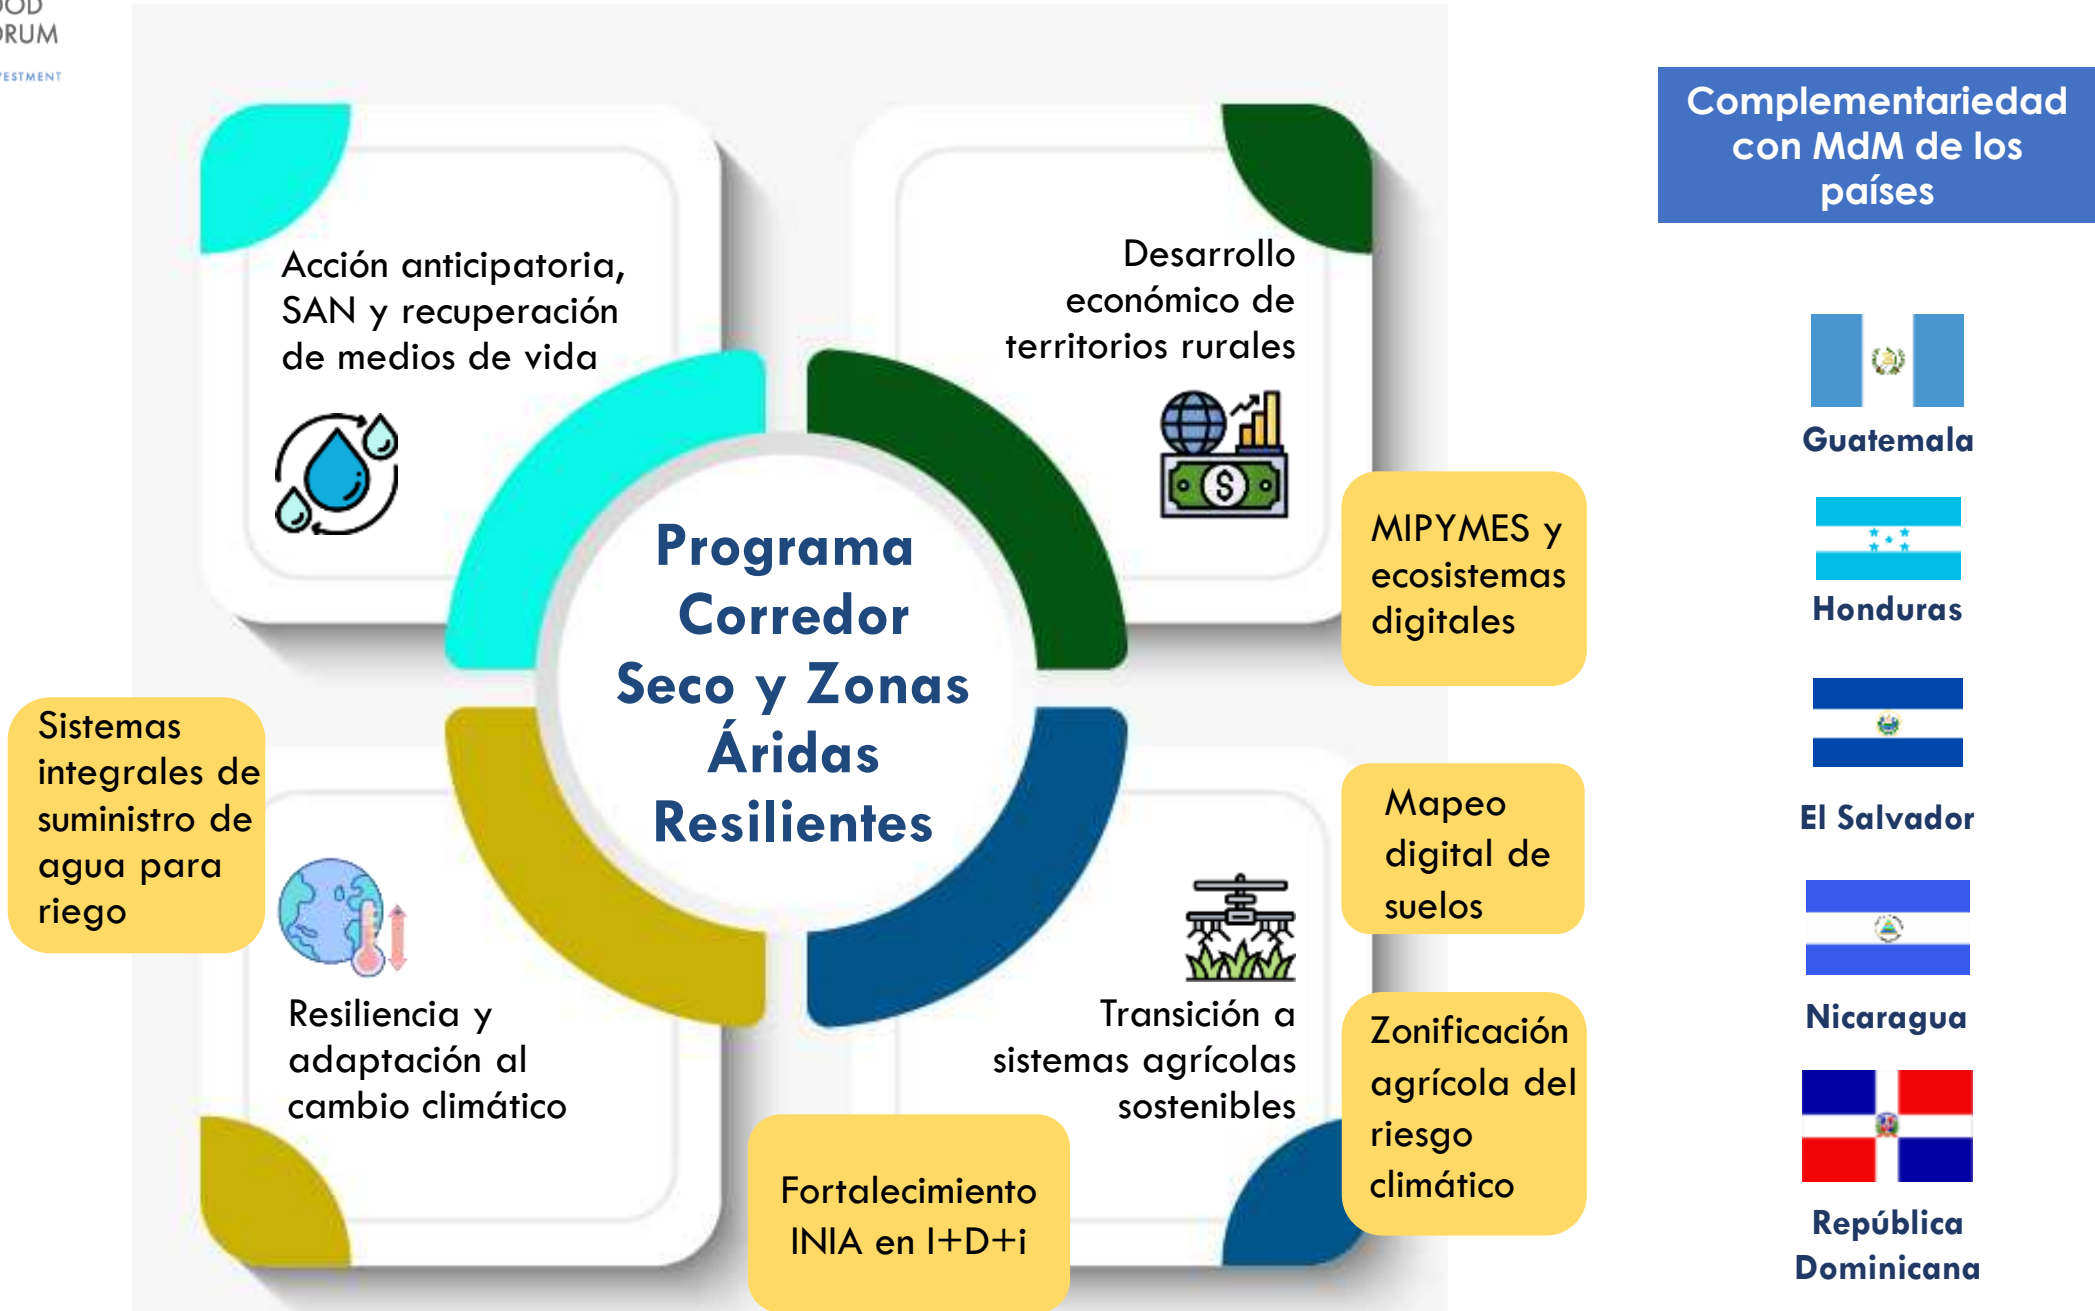 VESTMENT
Complementariedad
con MdM de los
países
Acción anticipatoria,
SAN y recuperación
de medios de vida
Desarrollo
económico de
territorios rurales
MIPYMES y
ecosistemas
digitales
Programa
Corredor
Seco y Zonas
Áridas
Resilientes
Sistemas
integrales de
suministro de
agua para
riego
Resiliencia y
adaptación al
cambio climático
Transición a
sistemas agrícolas
sostenibles
Mapeo
digital de
suelos
Zonificación
agrícola del
riesgo
climático
Fortalecimiento
INIA en I+D+i
Guatemala
Honduras
El Salvador
Nicaragua
República
Dominicana